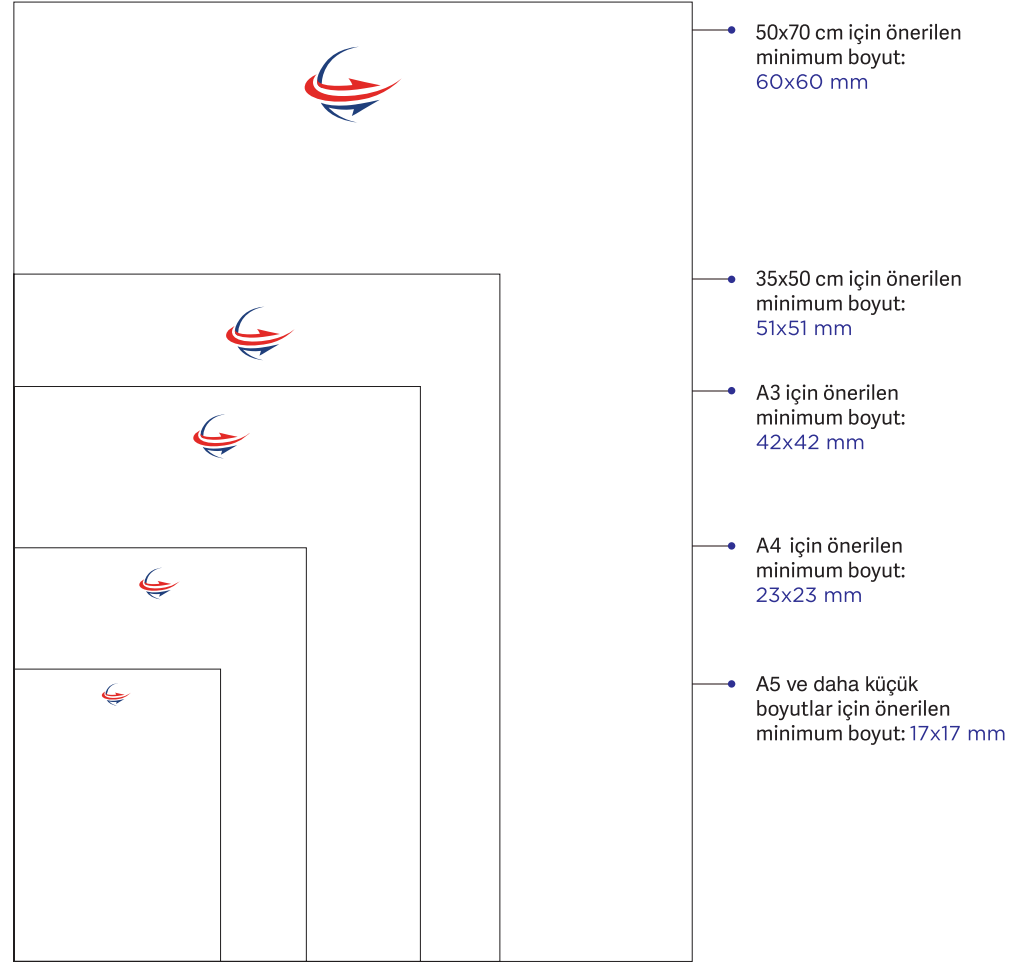 50x70 cm için önerilen
minimum boyut:
60x60 mm
35x50 cm için önerilen
minimum boyut:
51x51 mm
A3 için önerilen
minimum boyut:
42x42 mm
A4 için önerilen
minimum boyut:
23x23 mm
A5 ve daha küçük
boyutlar için önerilen
minimum boyut: 17x17 mm